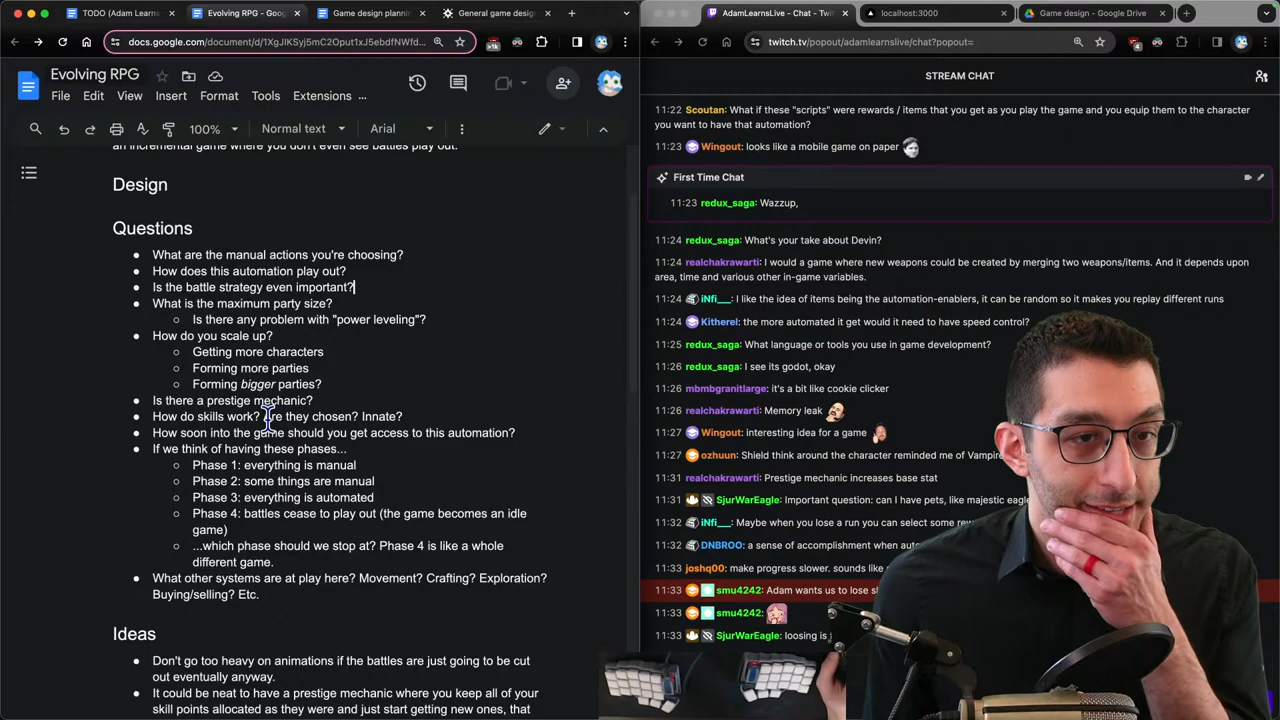 TODO (Adam Learns
Evolving RPG - Goog
Game design planni
General game desig
docs.google.com/document/d/1XgJIKSyj5mC2Oput1xJ5ebdfNWfd...
Evolving RPG
File Edit View Insert Format Tools Extensions ...
100% Normal text Arial
an incremental game where you don't even see battles play out.
Design
Questions
What are the manual actions you're choosing?
How does this automation play out?
Is the battle strategy even important?
What is the maximum party size?
Is there any problem with "power leveling"?
How do you scale up?
Getting more characters
Forming more parties
Forming bigger parties?
Is there a prestige mechanic?
How do skills work? Are they chosen? Innate?
How soon into the game should you get access to this automation?
If we think of having these phases...
Phase 1: everything is manual
Phase 2: some things are manual
Phase 3: everything is automated
Phase 4: battles cease to play out (the game becomes an idle
game)
...which phase should we stop at? Phase 4 is like a whole
different game.
What other systems are at play here? Movement? Crafting? Exploration?
Buying/selling? Etc.
Ideas
Don't go too heavy on animations if the battles are just going to be cut
out eventually anyway.
It could be neat to have a prestige mechanic where you keep all of your
skill points allocated as they were and just start getting new ones, that
AdamLearnsLive - Chat - Twi
localhost:3000
Game design - Google Drive
twitch.tv/popout/adamlearnslive/chat?popout=
STREAM CHAT
11:22 Scoutan: What if these "scripts" were rewards / items that you get as you play the game and you equip them to the character
you want to have that automation?
11:23 Wingout: looks like a mobile game on paper
First Time Chat
11:23 redux_saga: Wazzup,
11:24 redux_saga: What's your take about Devin?
11:24 realchakrawarti: I would a game where new weapons could be created by merging two weapons/items. And it depends upon
area, time and various other in-game variables.
11:24 iNfi___: I like the idea of items being the automation-enablers, it can be random so it makes you replay different runs
11:24 Kitherel: the more automated it get would it need to have speed control?
11:25 redux_saga: What language or tools you use in game development?
11:26 redux_saga: I see its godot, okay
11:26 mbmbgranitlarge: it's a bit like cookie clicker
11:26 realchakrawarti: Memory leak
11:27 Wingout: interesting idea for a game
11:27 ozhuun: Shield think around the character reminded me of Vampire
11:31 realchakrawarti: Prestige mechanic increases base stat
11:31 SjurWarEagle: Important question: can I have pets, like majestic eagle
11:32 iNfi___: Maybe when you lose a run you can select some rew
11:32 DNBROO: a sense of accomplishment when auto
11:33 joshq00: make progress slower. sounds like
11:33 smu4242: Adam wants us to lose sl
11:33 smu4242:
11:33 SjurWarEagle: loosing is